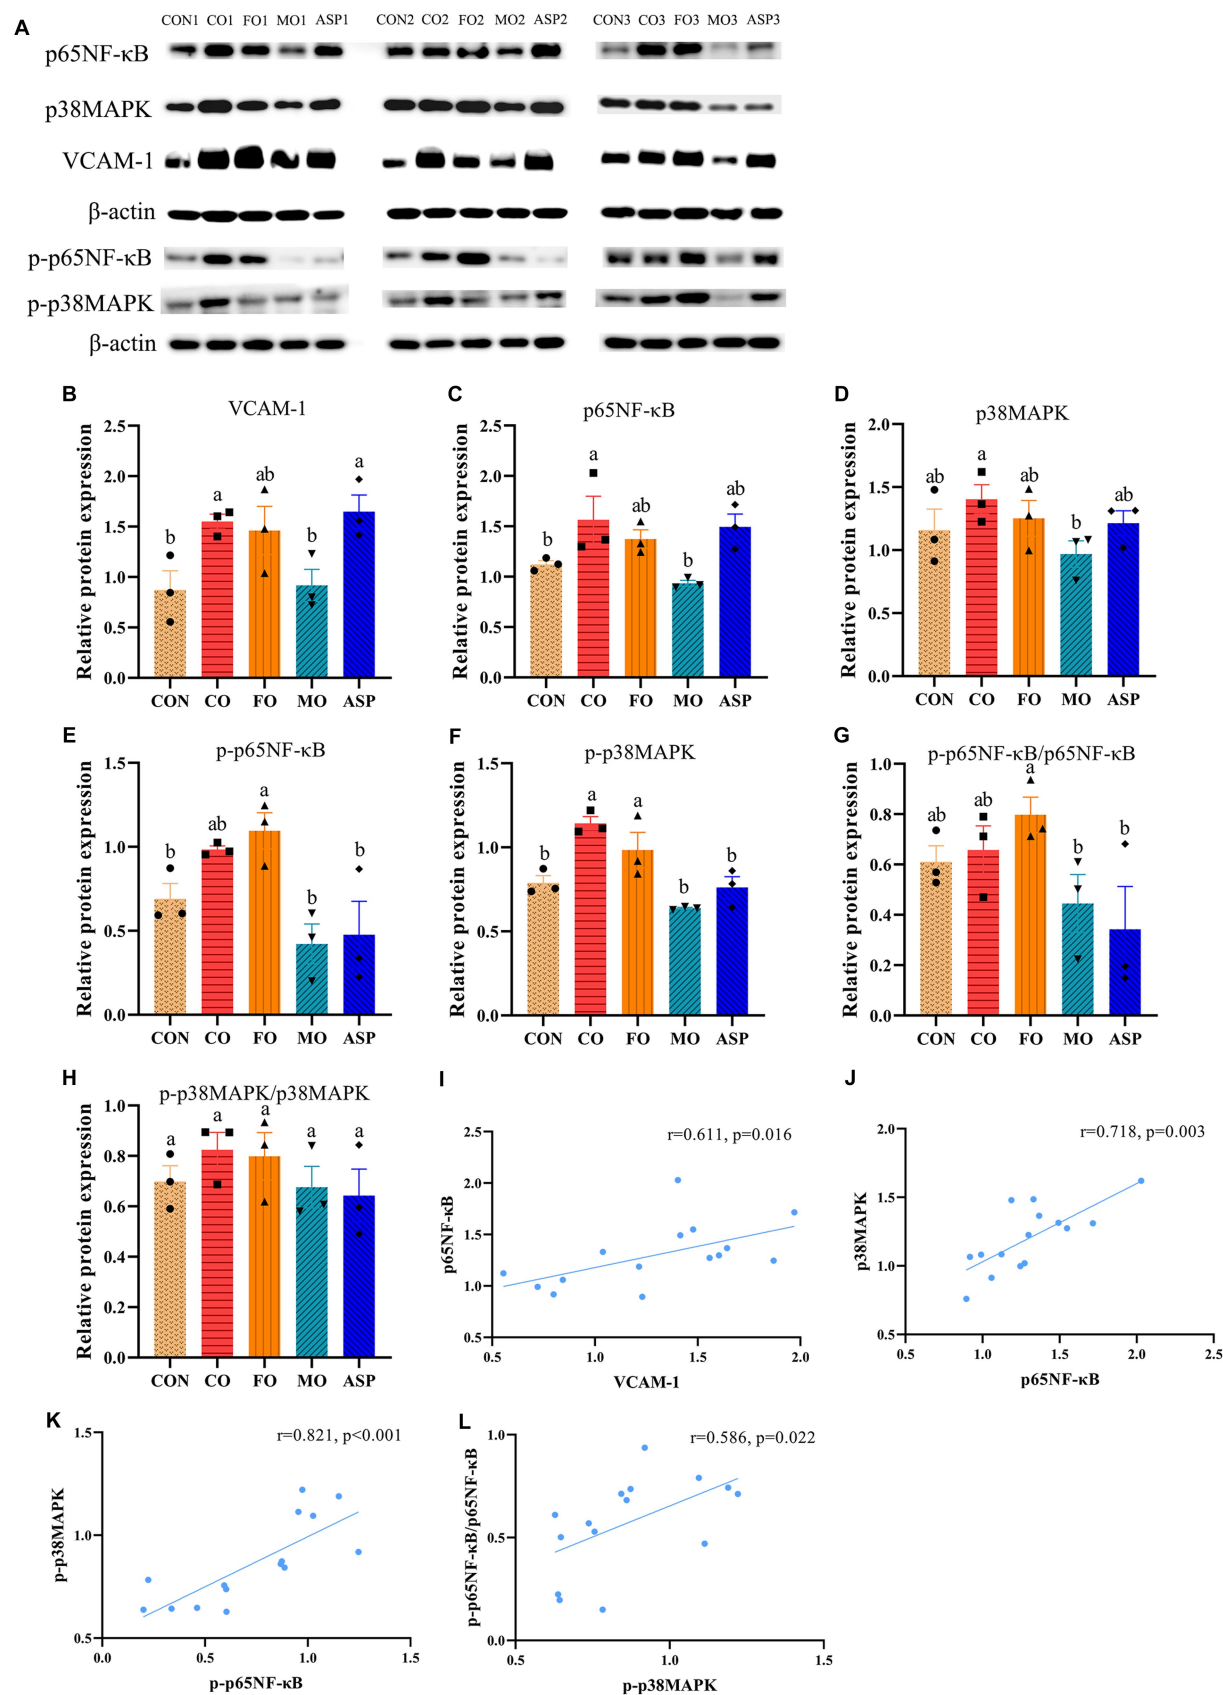 A
CON1 CO1 FO1 MO1 ASP1 CON2 CO2 FO2 MO2 ASP2 CON3 CO3 FO3 MO3 ASP3
p65NF-κB
p38MAPK
VCAM-1
β-actin
p-p65NF-κB
p-p38MAPK
β-actin
B
VCAM-1
Relative protein expression
2.5
2.0
1.5
1.0
0.5
0.0
b a ab b a
CON CO FO MO ASP
C
p65NF-κB
Relative protein expression
2.5
2.0
1.5
1.0
0.5
0.0
b a ab b ab
CON CO FO MO ASP
D
p38MAPK
Relative protein expression
2.0
1.5
1.0
0.5
0.0
ab a ab b ab
CON CO FO MO ASP
E
p-p65NF-κB
Relative protein expression
1.5
1.0
0.5
0.0
b ab a b b
CON CO FO MO ASP
F
p-p38MAPK
Relative protein expression
1.5
1.0
0.5
0.0
b a a b b
CON CO FO MO ASP
G
p-p65NF-κB/p65NF-κB
Relative protein expression
1.0
0.8
0.6
0.4
0.2
0.0
ab ab a b b
CON CO FO MO ASP
H
p-p38MAPK/p38MAPK
Relative protein expression
1.0
0.8
0.6
0.4
0.2
0.0
a a a a a
CON CO FO MO ASP
I
r=0.611, p=0.016
p65NF-κB
2.5
2.0
1.5
1.0
0.5
0.5 1.0 1.5 2.0
VCAM-1
J
r=0.718, p=0.003
p38MAPK
2.0
1.5
1.0
0.5
0.5 1.0 1.5 2.0 2.5
p65NF-κB
K
r=0.821, p<0.001
p-p38MAPK
1.5
1.0
0.5
0.0 0.5 1.0 1.5
p-p65NF-κB
L
r=0.586, p=0.022
p-p65NF-κB/p65NF-κB
1.0
0.5
0.0
0.5 1.0 1.5
p-p38MAPK